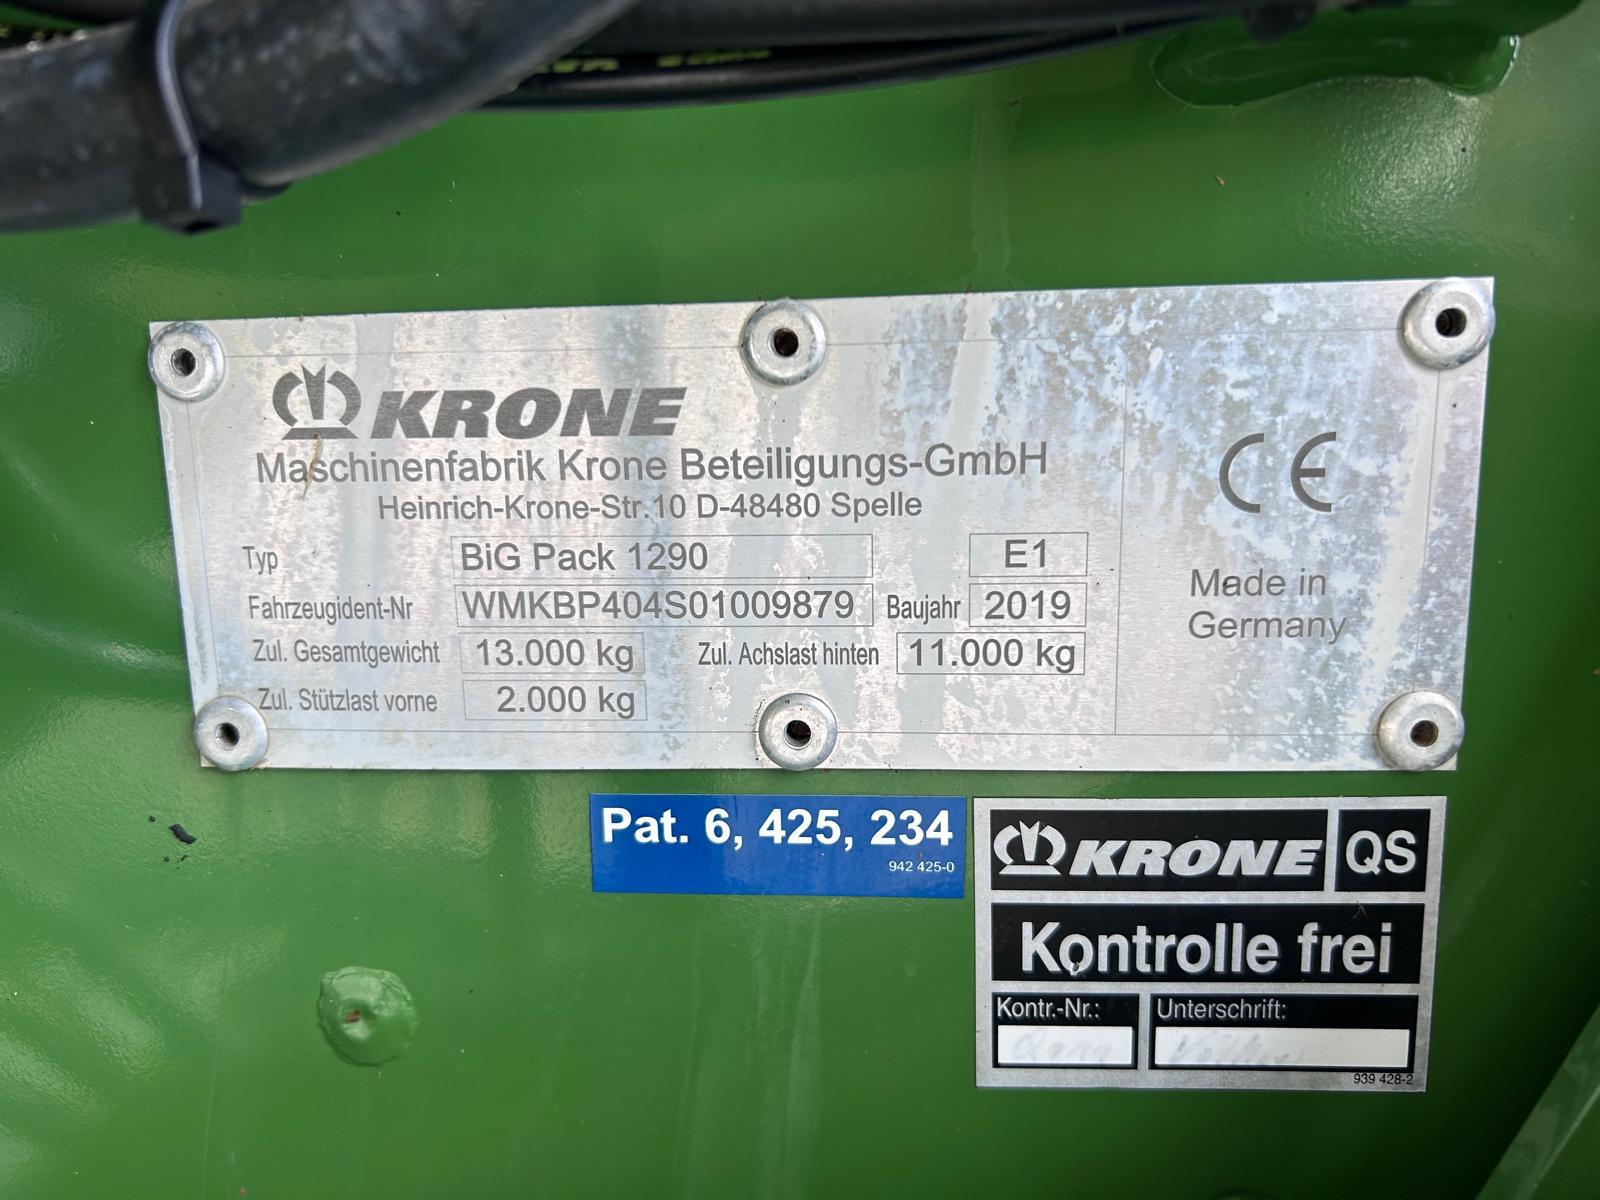 KRONE
Maschinenfabrik Krone Beteiligungs-GmbH
Heinrich-Krone-Str.10 D-48480 Spelle
Typ BiG Pack 1290 E1
Fahrzeugident-Nr WMKBP404S01009879 Baujahr 2019
Zul. Gesamtgewicht 13.000 kg Zul. Achslast hinten 11.000 kg
Zul. Stützlast vorne 2.000 kg
CE
Made in
Germany
Pat. 6, 425, 234
942 425-0
KRONE QS
Kontrolle frei
Kontr.-Nr.: Unterschrift:
939 428-2